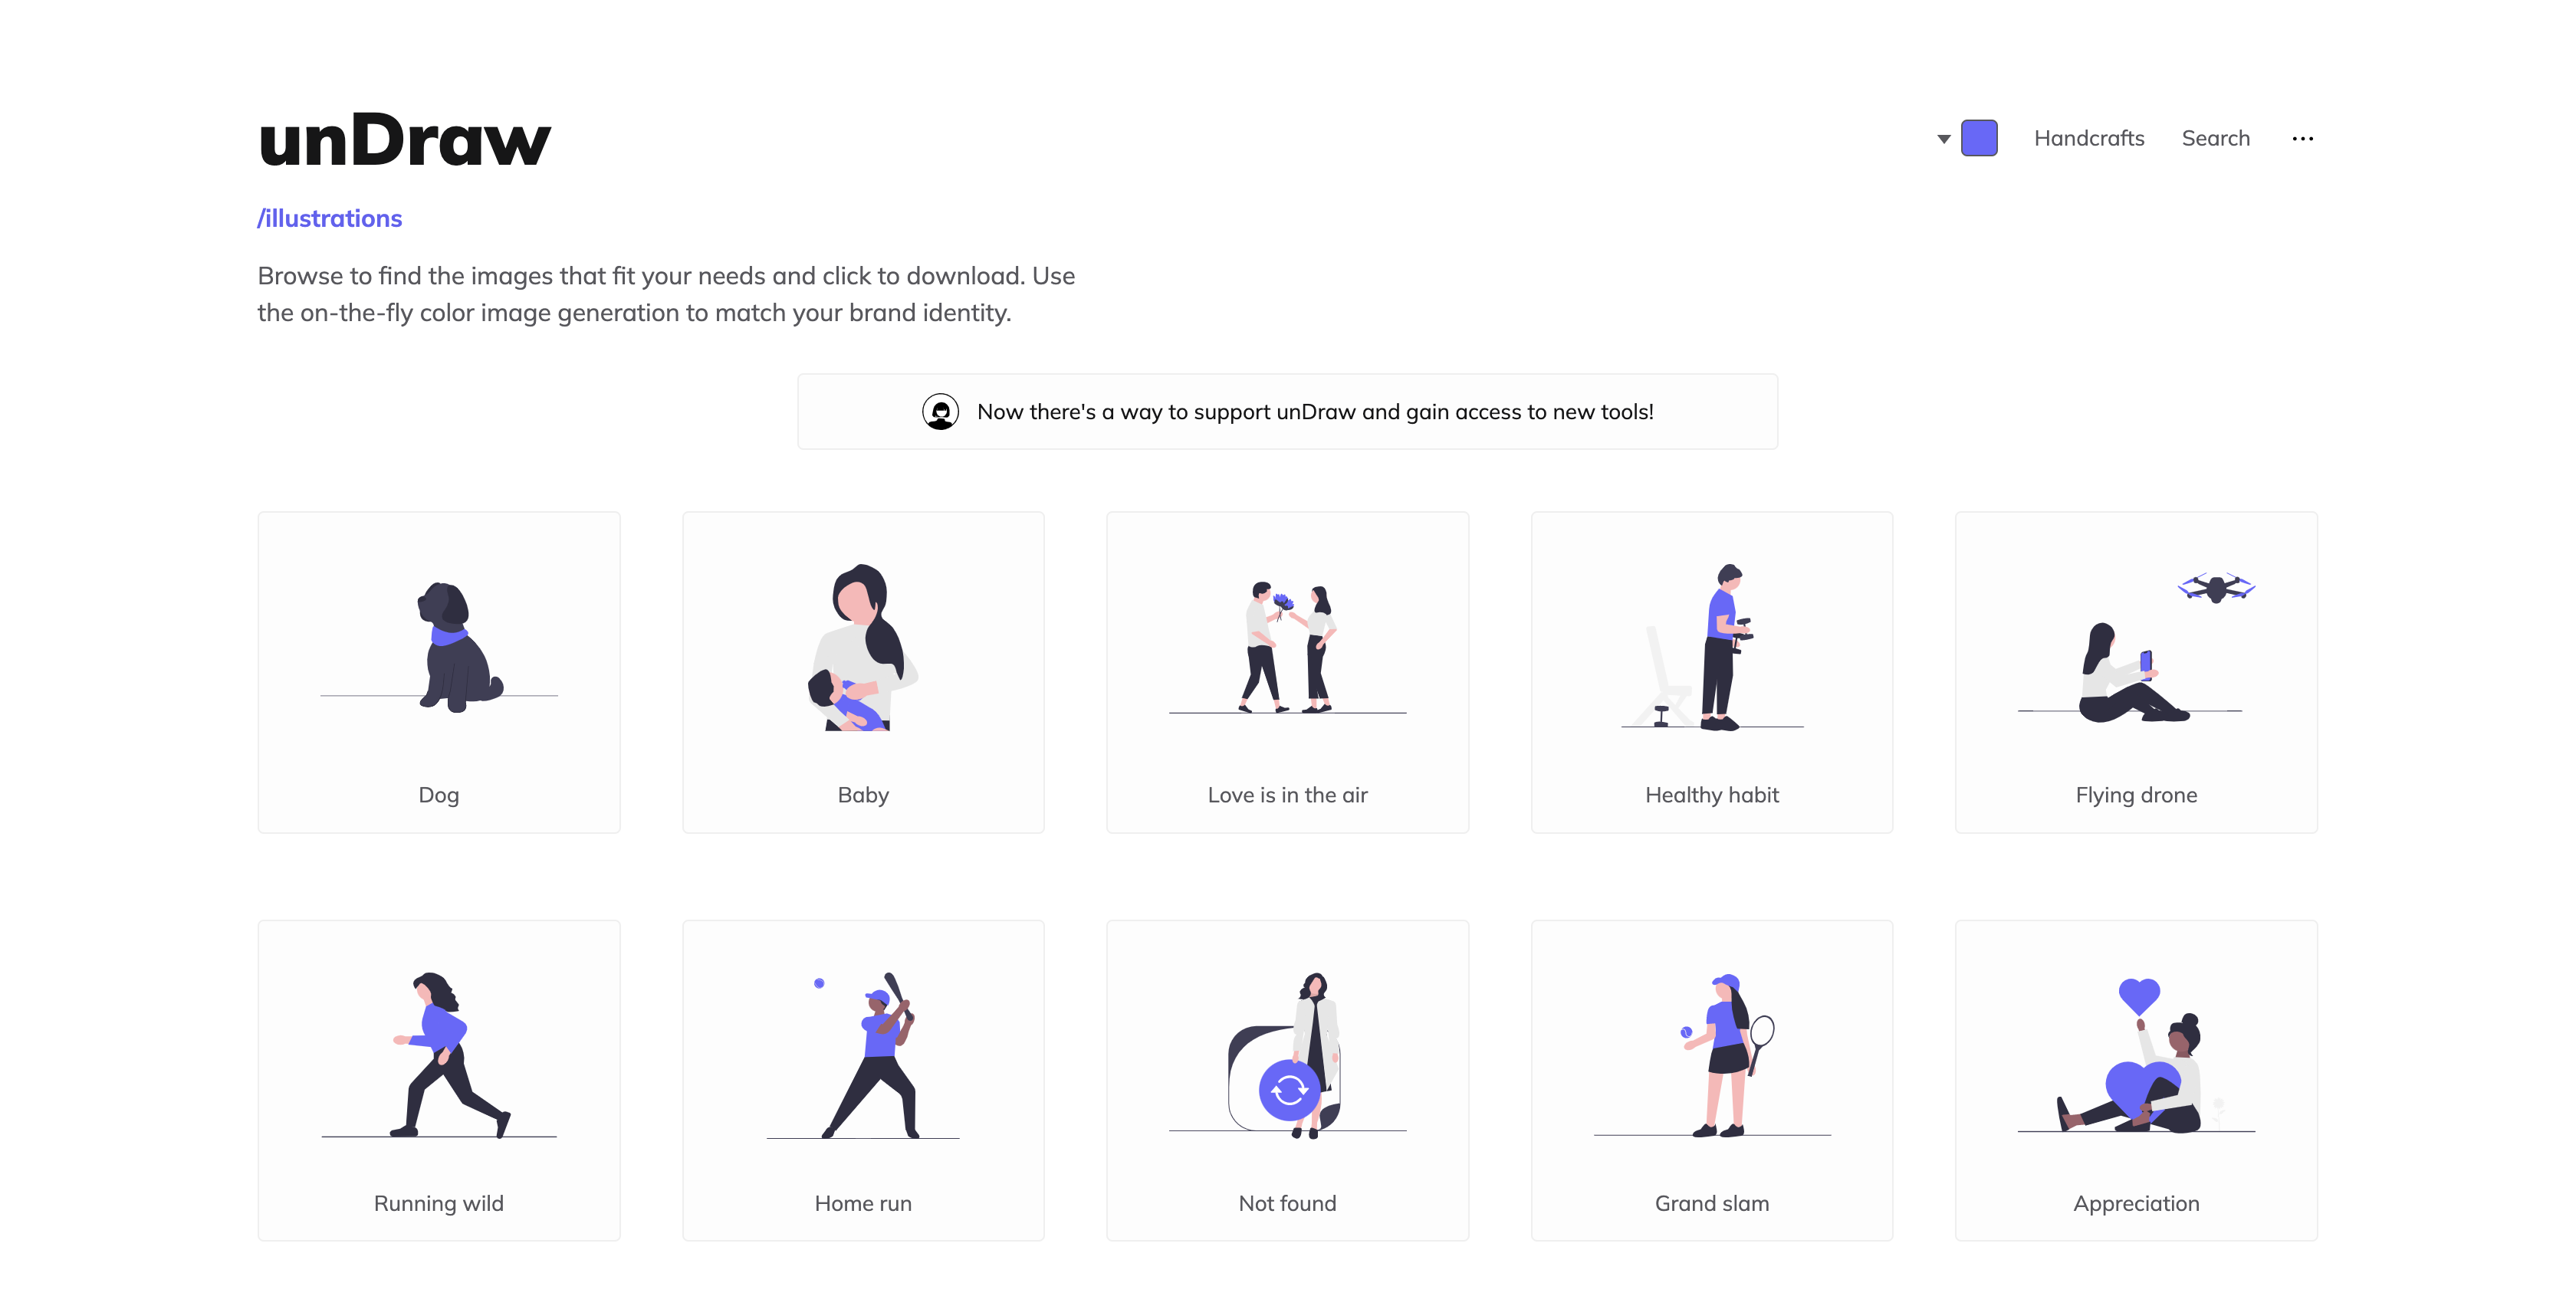 unDraw
Handcrafts
Search
/illustrations
Browse to find the images that fit your needs and click to download. Use
the on-the-fly color image generation to match your brand identity.
Now there's a way to support unDraw and gain access to new tools!
Dog
Baby
Love is in the air
Healthy habit
Flying drone
Running wild
Home run
Not found
Grand slam
Appreciation